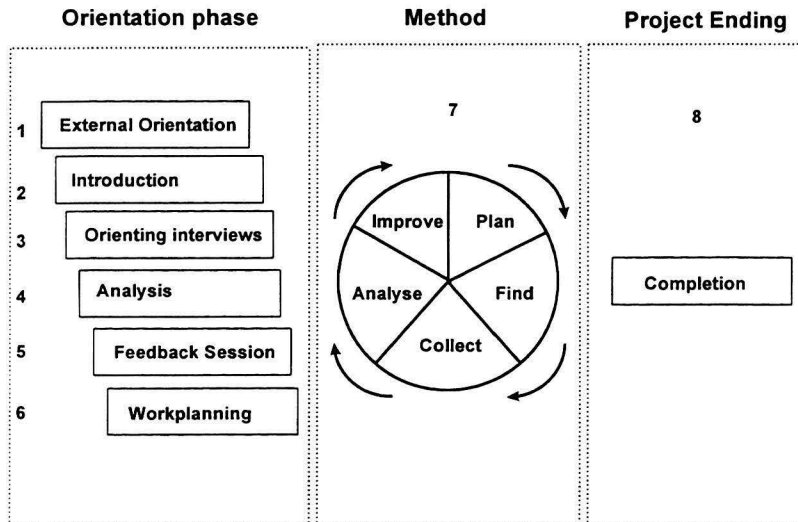 Orientation phase
Method
Project Ending
1
External Orientation
2
Introduction
3
Orienting interviews
4
Analysis
5
Feedback Session
6
Workplanning
7
Improve
Plan
Analyse
Find
Collect
8
Completion